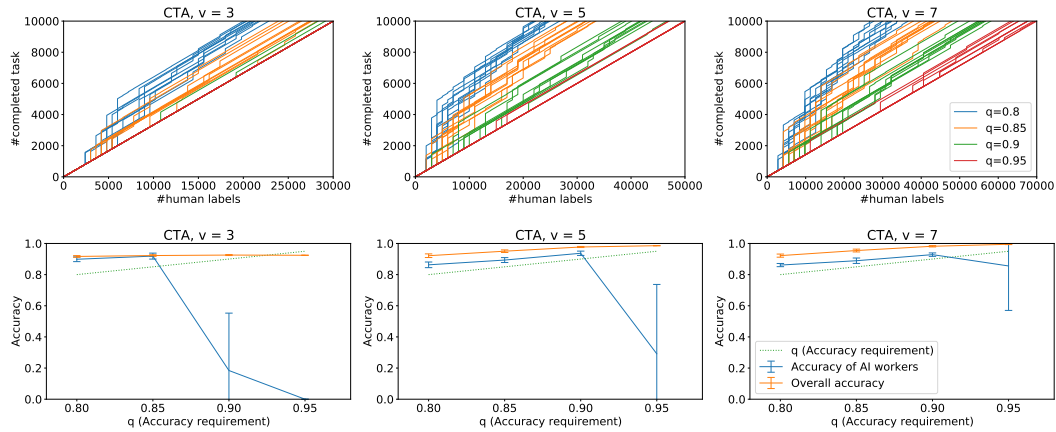 CTA, v = 3
CTA, v = 5
CTA, v = 7
#completed task
10000
8000
6000
4000
2000
0
0 5000 10000 15000 20000 25000 30000
#human labels
#completed task
10000
8000
6000
4000
2000
0
0 10000 20000 30000 40000 50000
#human labels
#completed task
10000
8000
6000
4000
2000
0
q=0.8
q=0.85
q=0.9
q=0.95
0 10000 20000 30000 40000 50000 60000 70000
#human labels
CTA, v = 3
CTA, v = 5
CTA, v = 7
Accuracy
1.0
0.8
0.6
0.4
0.2
0.0
0.80 0.85 0.90 0.95
q (Accuracy requirement)
Accuracy
1.0
0.8
0.6
0.4
0.2
0.0
0.80 0.85 0.90 0.95
q (Accuracy requirement)
Accuracy
1.0
0.8
0.6
0.4
0.2
0.0
q (Accuracy requirement)
Accuracy of AI workers
Overall accuracy
0.80 0.85 0.90 0.95
q (Accuracy requirement)